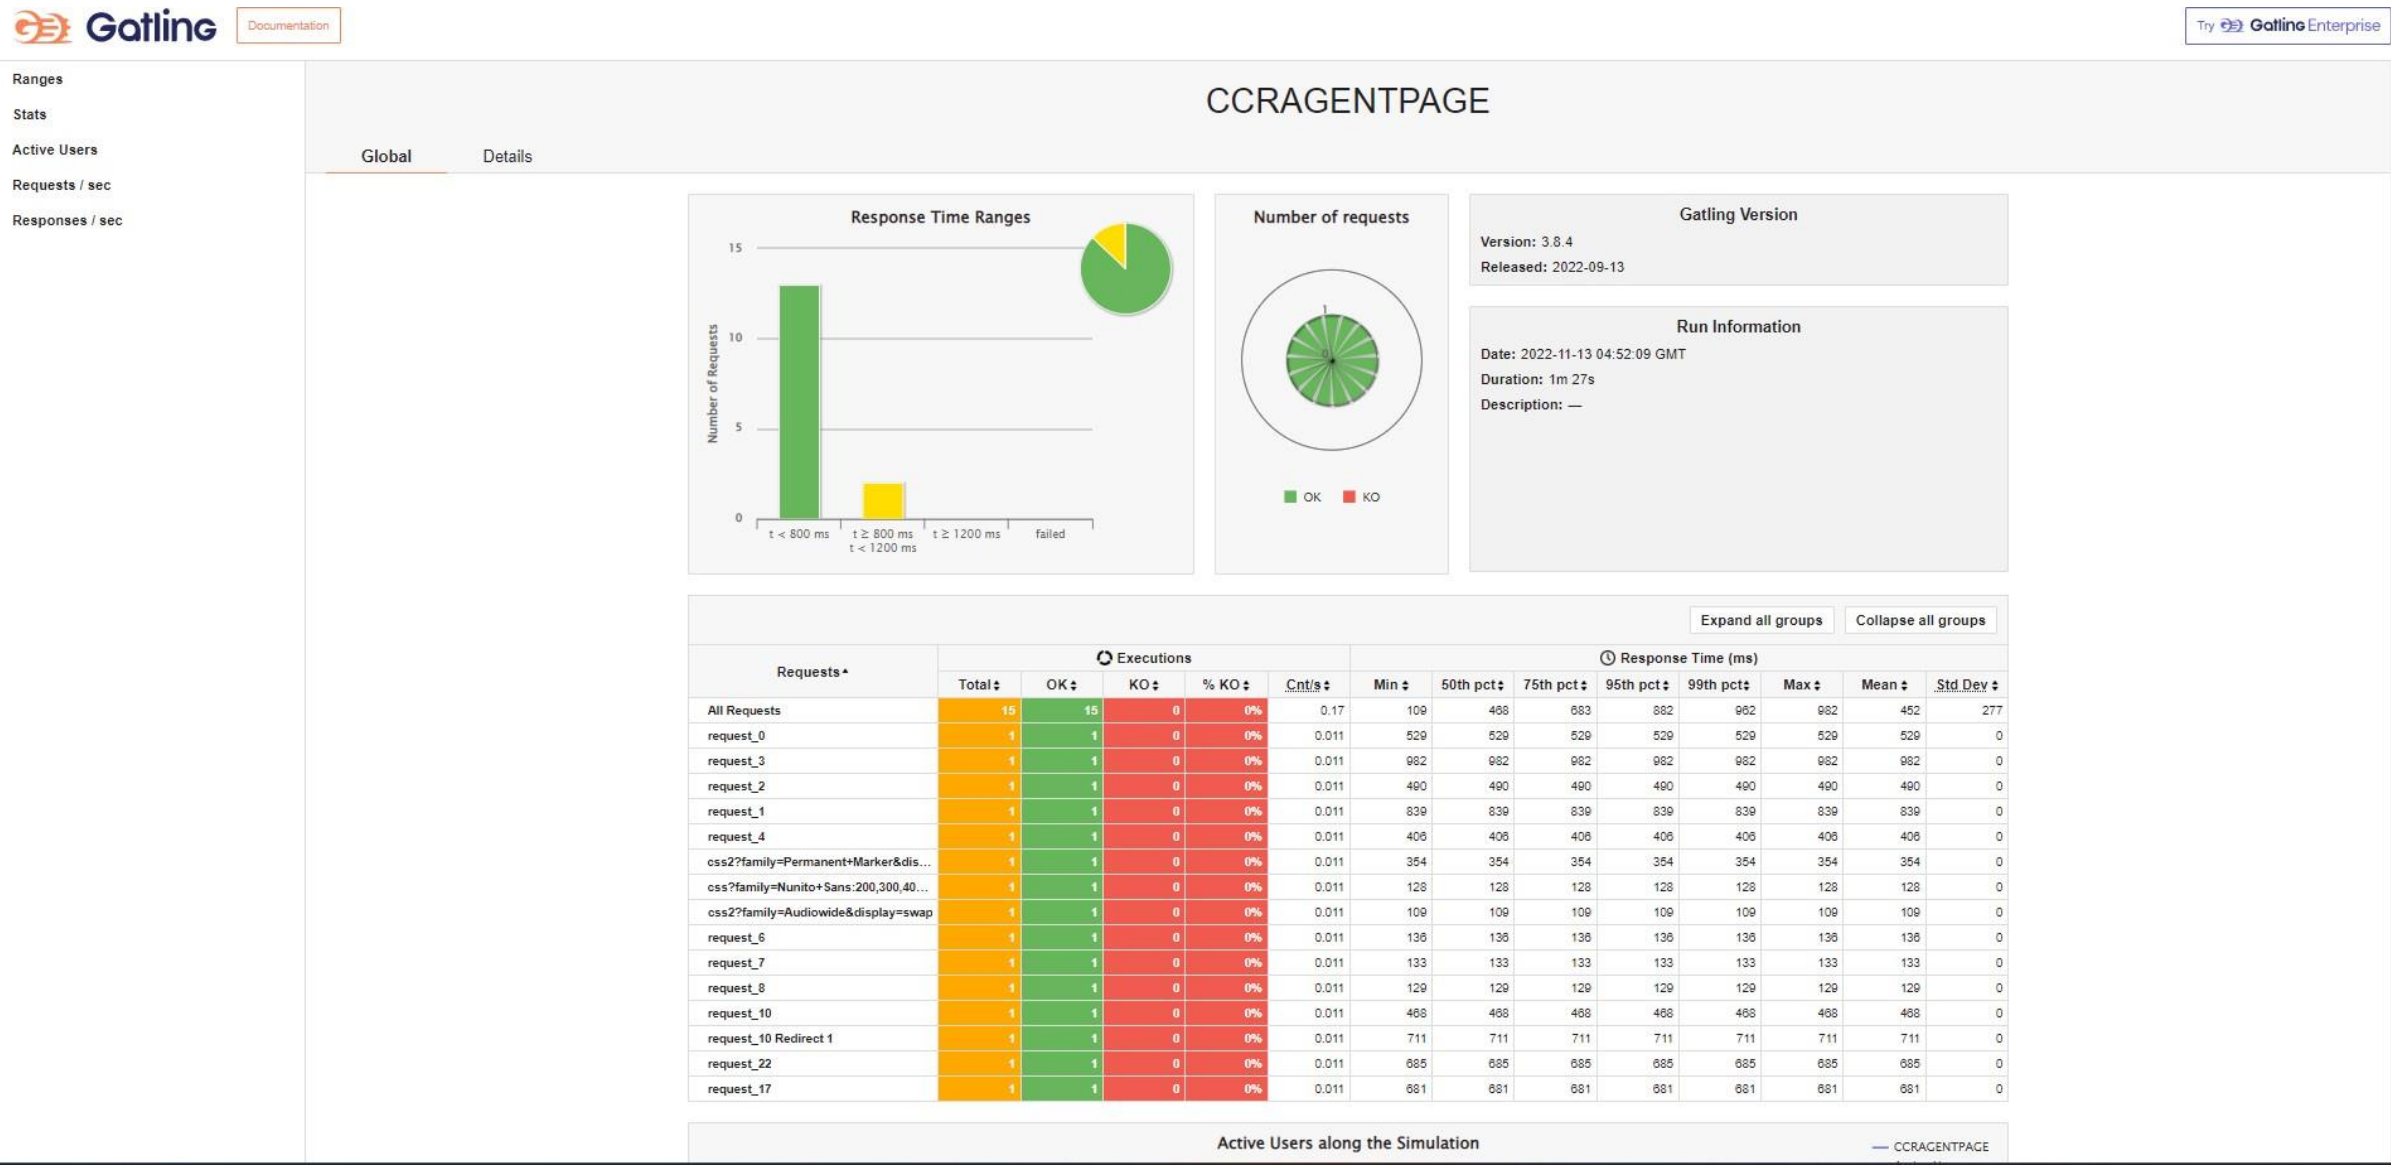 Gatling Documentation Try Gatling Enterprise
Ranges
Stats
Active Users
Requests / sec
Responses / sec
CCRAGENTPAGE
Global Details
Response Time Ranges
Number of Requests
15
10
5
0
t < 800 ms
t ≥ 800 ms
t < 1200 ms
t ≥ 1200 ms
failed
Number of requests
1
0
OK KO
Gatling Version
Version: 3.8.4
Released: 2022-09-13
Run Information
Date: 2022-11-13 04:52:09 GMT
Duration: 1m 27s
Description: —
Expand all groups Collapse all groups
Requests Executions Response Time (ms)
Total OK KO % KO Cnt/s Min 50th pct 75th pct 95th pct 99th pct Max Mean Std Dev
All Requests 15 15 0 0% 0.17 109 468 683 882 962 982 452 277
request_0 1 1 0 0% 0.011 529 529 529 529 529 529 529 0
request_3 1 1 0 0% 0.011 982 982 982 982 982 982 982 0
request_2 1 1 0 0% 0.011 490 490 490 490 490 490 490 0
request_1 1 1 0 0% 0.011 839 839 839 839 839 839 839 0
request_4 1 1 0 0% 0.011 406 406 406 406 406 406 406 0
css2?family=Permanent+Marker&dis... 1 1 0 0% 0.011 354 354 354 354 354 354 354 0
css?family=Nunito+Sans:200,300,40... 1 1 0 0% 0.011 128 128 128 128 128 128 128 0
css2?family=Audiowide&display=swap 1 1 0 0% 0.011 109 109 109 109 109 109 109 0
request_6 1 1 0 0% 0.011 136 136 136 136 136 136 136 0
request_7 1 1 0 0% 0.011 133 133 133 133 133 133 133 0
request_8 1 1 0 0% 0.011 129 129 129 129 129 129 129 0
request_10 1 1 0 0% 0.011 468 468 468 468 468 468 468 0
request_10 Redirect 1 1 1 0 0% 0.011 711 711 711 711 711 711 711 0
request_22 1 1 0 0% 0.011 685 685 685 685 685 685 685 0
request_17 1 1 0 0% 0.011 681 681 681 681 681 681 681 0
Active Users along the Simulation
CCRAGENTPAGE